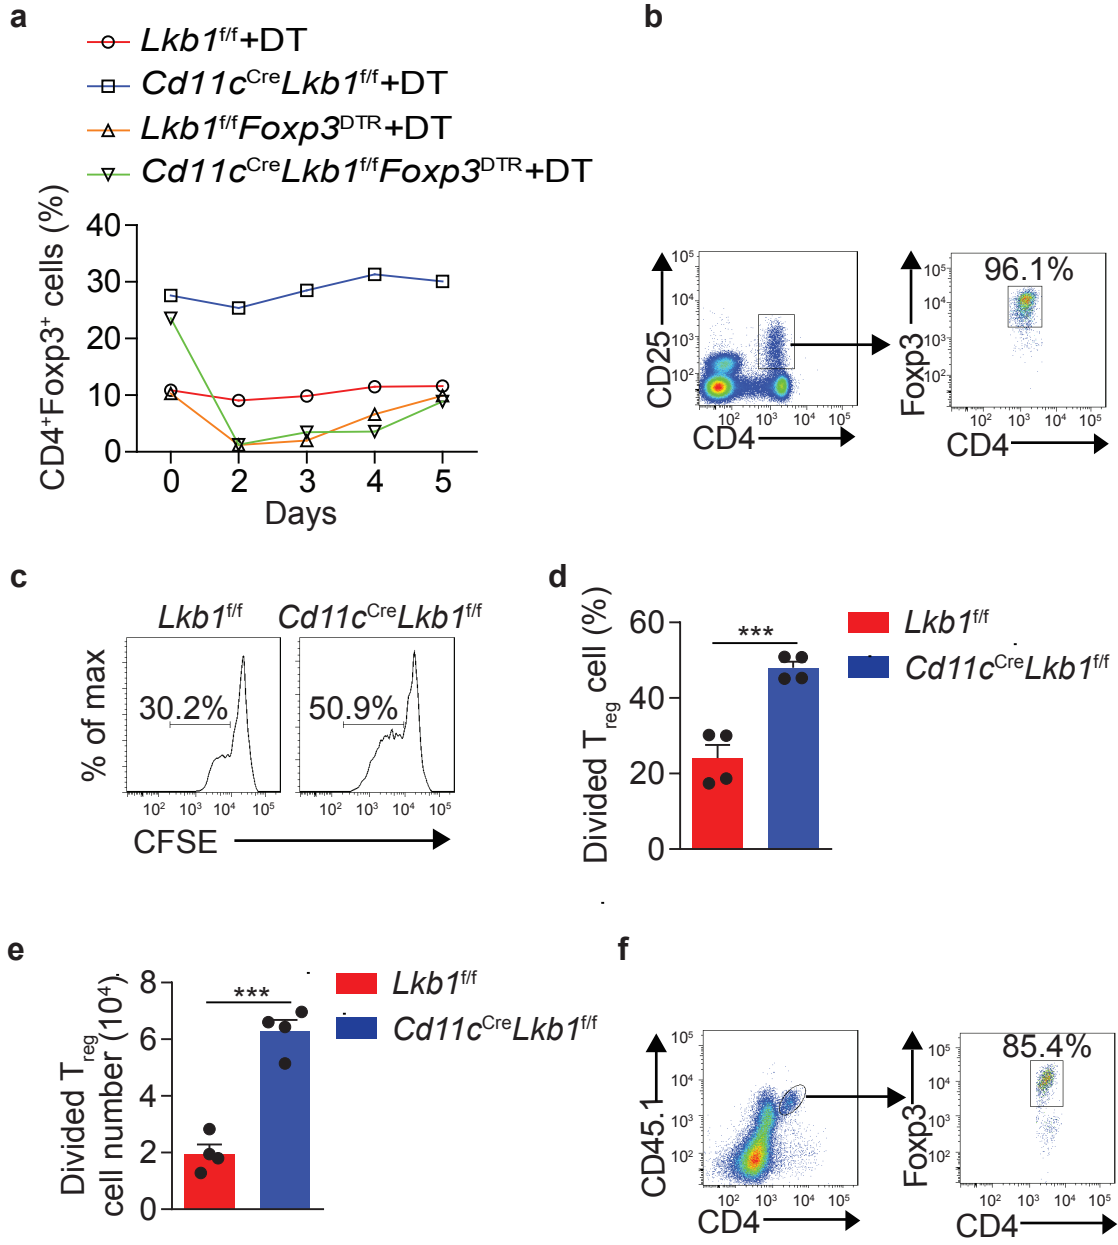 a
Lkb1f/f+DT
Cd11cCreLkb1f/f+DT
Lkb1f/fFoxp3DTR+DT
Cd11cCreLkb1f/fFoxp3DTR+DT
CD4+Foxp3+ cells (%)
40
30
20
10
0
0 2 3 4 5
Days
b
CD25
10⁵
10⁴
10³
10²
10² 10³ 10⁴ 10⁵
CD4
Foxp3
96.1%
10⁵
10⁴
10³
10²
10² 10³ 10⁴ 10⁵
CD4
c
Lkb1f/f
Cd11cCreLkb1f/f
% of max
30.2%
50.9%
10² 10³ 10⁴ 10⁵
10² 10³ 10⁴ 10⁵
CFSE
d
Divided Treg cell (%)
60
40
20
0
***
Lkb1f/f
Cd11cCreLkb1f/f
e
Divided Treg
cell number (10⁴)
8
6
4
2
0
***
Lkb1f/f
Cd11cCreLkb1f/f
f
CD45.1
10⁵
10⁴
10³
10²
10² 10³ 10⁴ 10⁵
CD4
Foxp3
85.4%
10⁵
10⁴
10³
10²
10² 10³ 10⁴ 10⁵
CD4